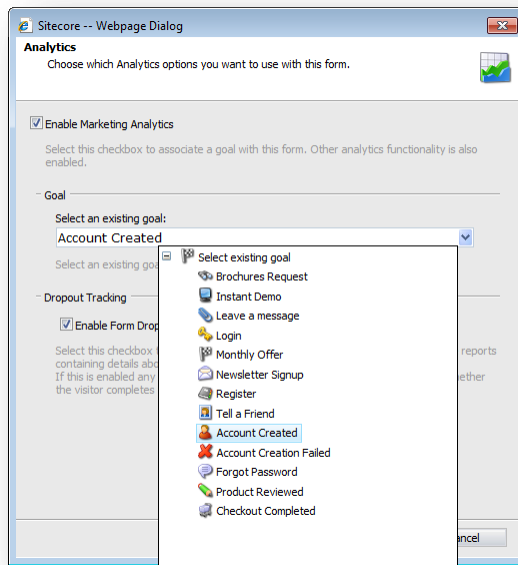 Sitecore -- Webpage Dialog
Analytics
Choose which Analytics options you want to use with this form.
Enable Marketing Analytics
Select this checkbox to associate a goal with this form. Other analytics functionality is also
enabled.
Goal
Select an existing goal:
Account Created
Select an existing goa
Select existing goal
Brochures Request
Instant Demo
Leave a message
Login
Monthly Offer
Newsletter Signup
Register
Tell a Friend
Account Created
Account Creation Failed
Forgot Password
Product Reviewed
Checkout Completed
Dropout Tracking
Enable Form Drop
Select this checkbox reports
containing details abo
If this is enabled any ether
the visitor completes
ancel